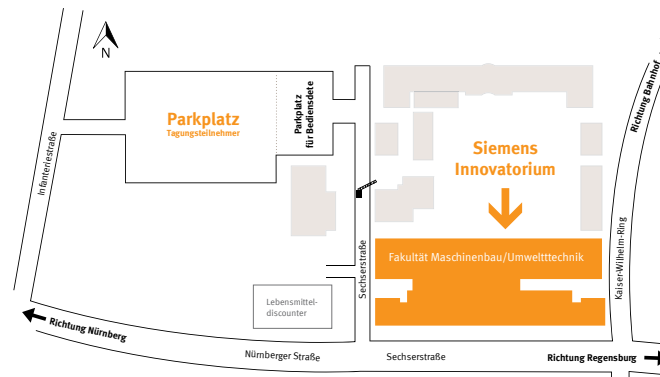 N
Parkplatz
Tagungsteilnehmer
Parkplatz
für Bediensdete
Siemens
Innovatorium
Richtung Bahnhof
Infanteriestraße
Fakultät Maschinenbau/Umweltttechnik
Sechserstraße
Kaiser-Wilhelm-Ring
Lebensmittel-
discounter
Richtung Nürnberg
Nürnberger Straße
Sechserstraße
Richtung Regensburg